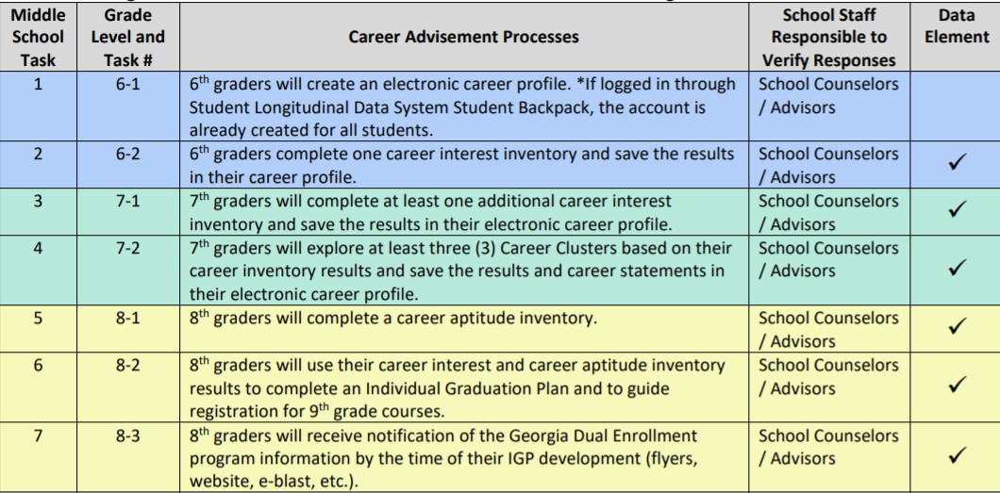 Middle School Task | Grade Level and Task # | Career Advisement Processes | School Staff Responsible to Verify Responses | Data Element
1 | 6-1 | 6th graders will create an electronic career profile. *If logged in through
Student Longitudinal Data System Student Backpack, the account is
already created for all students. | School Counselors
/ Advisors
2 | 6-2 | 6th graders complete one career interest inventory and save the results
in their career profile. | School Counselors
/ Advisors | ✓
3 | 7-1 | 7th graders will complete at least one additional career interest
inventory and save the results in their electronic career profile. | School Counselors
/ Advisors | ✓
4 | 7-2 | 7th graders will explore at least three (3) Career Clusters based on their
career inventory results and save the results and career statements in
their electronic career profile. | School Counselors
/ Advisors | ✓
5 | 8-1 | 8th graders will complete a career aptitude inventory. | School Counselors
/ Advisors | ✓
6 | 8-2 | 8th graders will use their career interest and career aptitude inventory
results to complete an Individual Graduation Plan and to guide
registration for 9th grade courses. | School Counselors
/ Advisors | ✓
7 | 8-3 | 8th graders will receive notification of the Georgia Dual Enrollment
program information by the time of their IGP development (flyers,
website, e-blast, etc.). | School Counselors
/ Advisors | ✓